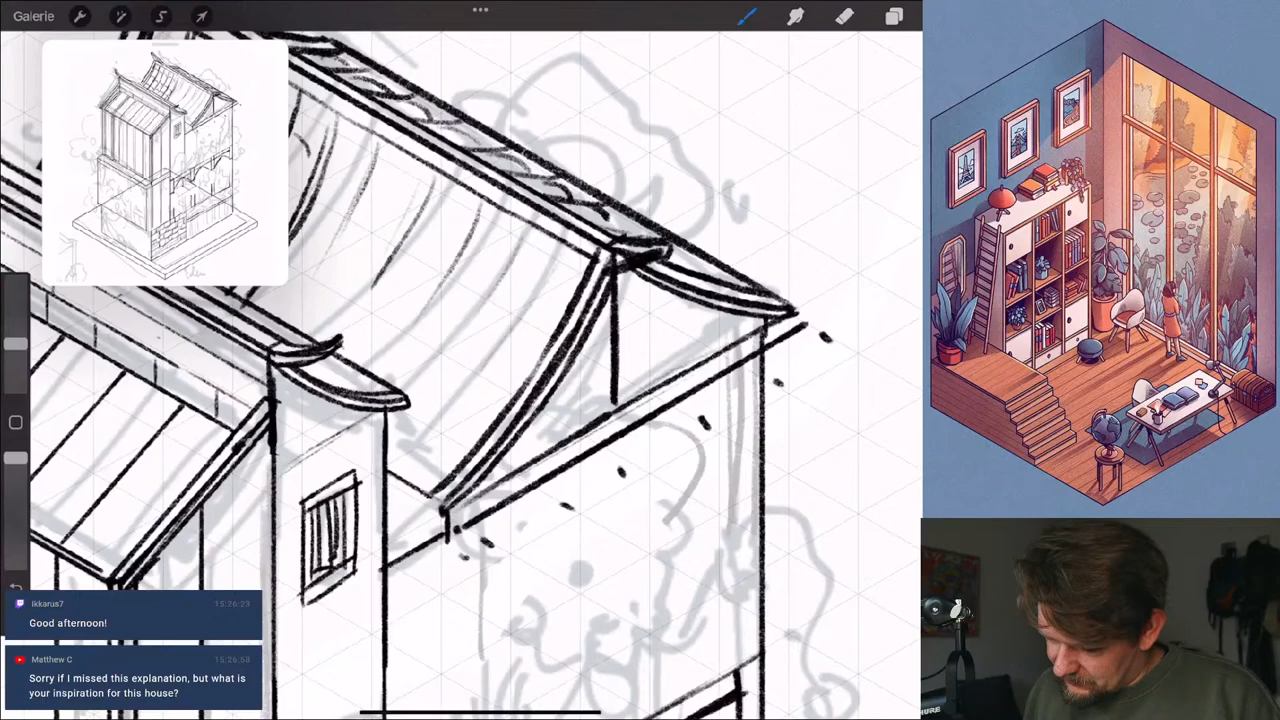 Galerie
Ikkarus7 15:26:23
Good afternoon!
Matthew C 15:26:58
Sorry if I missed this explanation, but what is
your inspiration for this house?